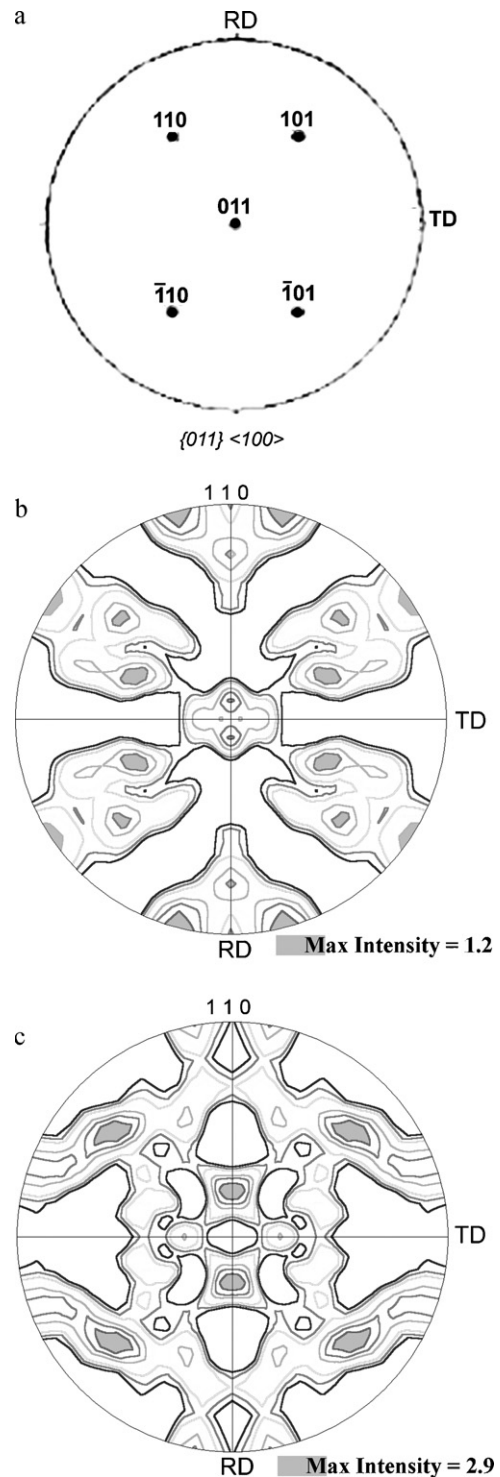 a
RD
110 101
011
TD
1̅10 1̅01
{011} <100>
b
1 1 0
TD
RD
Max Intensity = 1.2
c
1 1 0
TD
RD
Max Intensity = 2.9